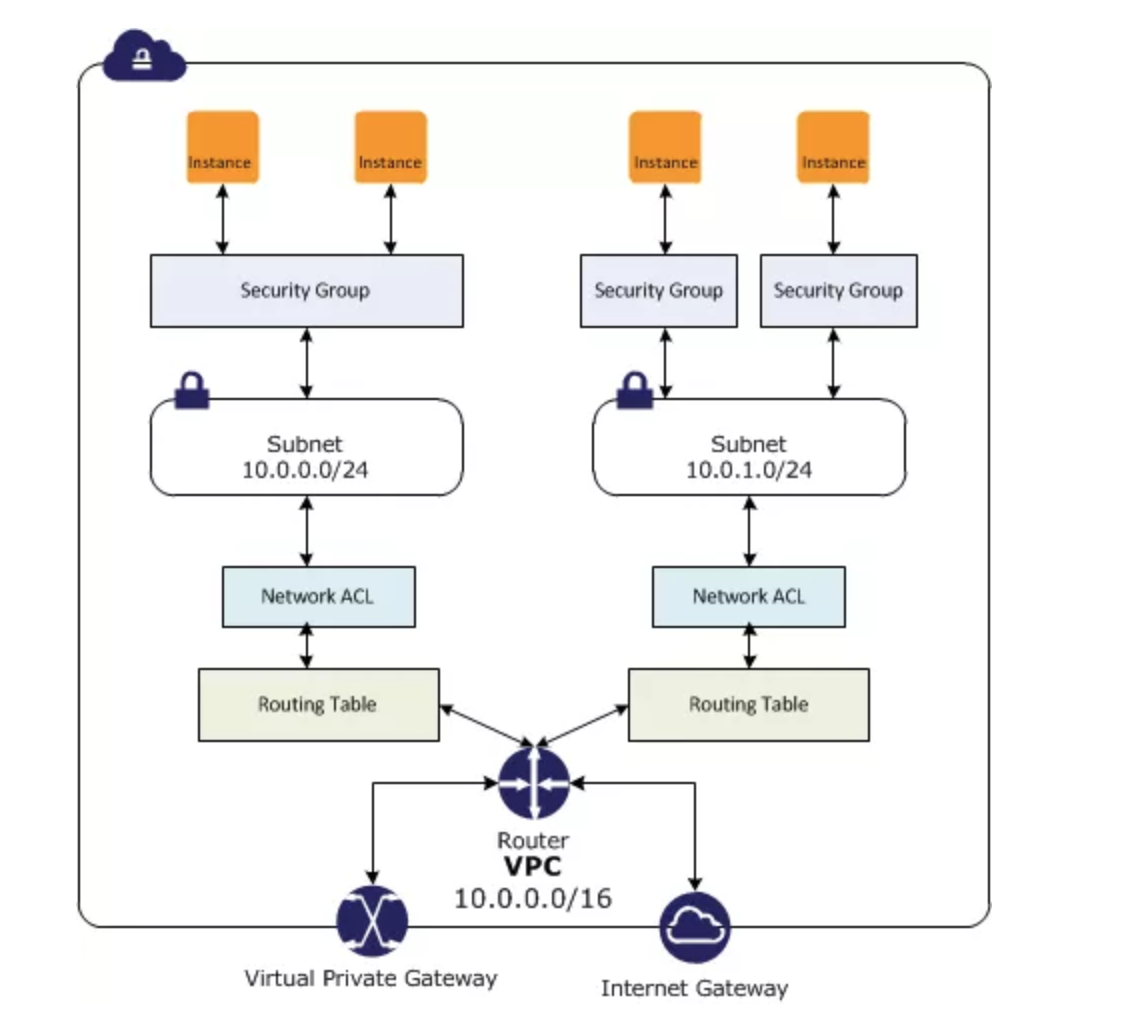 Instance
Instance
Instance
Instance
Security Group
Security Group
Security Group
Subnet
10.0.0.0/24
Subnet
10.0.1.0/24
Network ACL
Network ACL
Routing Table
Routing Table
Router
VPC
10.0.0.0/16
Virtual Private Gateway
Internet Gateway